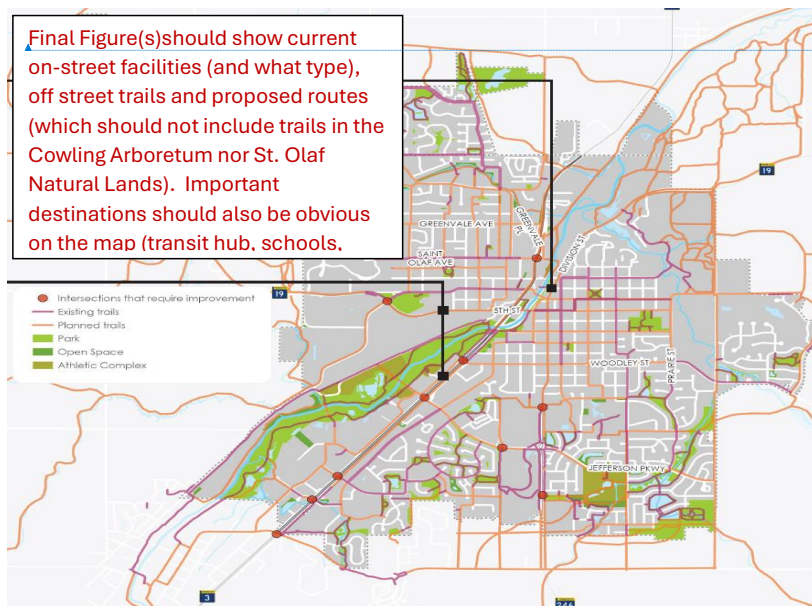 Final Figure(s)should show current
on-street facilities (and what type),
off street trails and proposed routes
(which should not include trails in the
Cowling Arboretum nor St. Olaf
Natural Lands).  Important
destinations should also be obvious
on the map (transit hub, schools,
19
GREENVALE AVE
GREENVALE PL
DIVISION ST
SAINT
OLAF AVE
19
Intersections that require improvement
Existing trails
Planned trails
Park
Open Space
Athletic Complex
5TH ST
WOODLEY ST
PRAIRIE ST
JEFFERSON PKWY
3
246